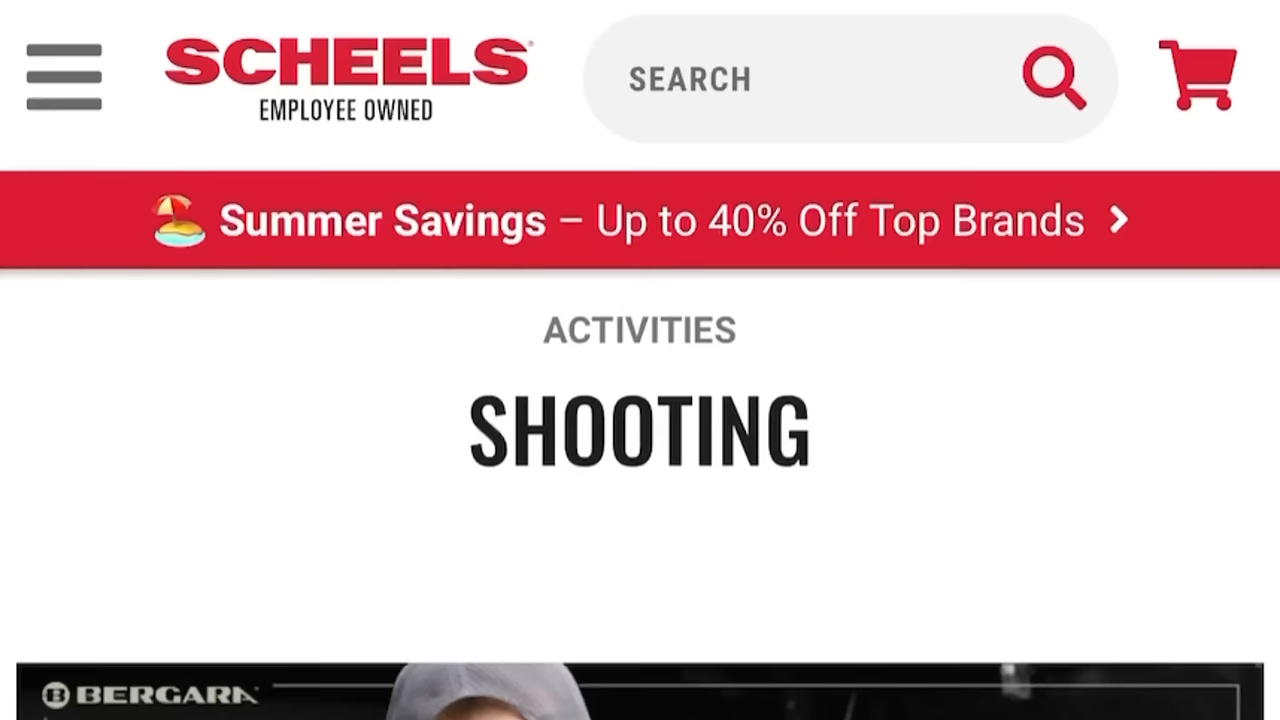 SCHEELS
EMPLOYEE OWNED
SEARCH
Summer Savings – Up to 40% Off Top Brands
ACTIVITIES
SHOOTING
BERGARA